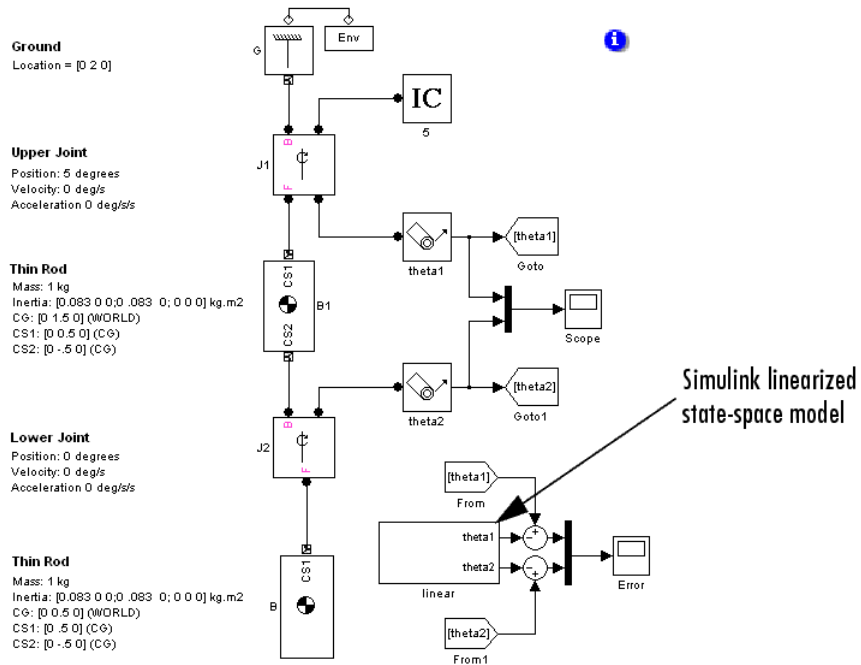 Ground
Location = [0 2 0]
G
Env
i
IC
5
Upper Joint
Position: 5 degrees
Velocity: 0 deg/s
Acceleration 0 deg/s/s
J1
B
F
theta1
[theta1]
Goto
Thin Rod
Mass: 1 kg
Inertia: [0.083 0 0;0 .083 0; 0 0 0] kg.m2
CG: [0 1.5 0] (WORLD)
CS1: [0 0.5 0] (CG)
CS2: [0 -.5 0] (CG)
CS1
CS2
B1
Scope
theta2
[theta2]
Goto1
Simulink linearized
state-space model
Lower Joint
Position: 0 degrees
Velocity: 0 deg/s
Acceleration 0 deg/s/s
J2
B
F
[theta1]
From
theta1
theta2
linear
+
-
-
+
Error
[theta2]
From1
Thin Rod
Mass: 1 kg
Inertia: [0.083 0 0;0 .083 0; 0 0 0] kg.m2
CG: [0 0.5 0] (WORLD)
CS1: [0 .5 0] (CG)
CS2: [0 -.5 0] (CG)
CS1
B